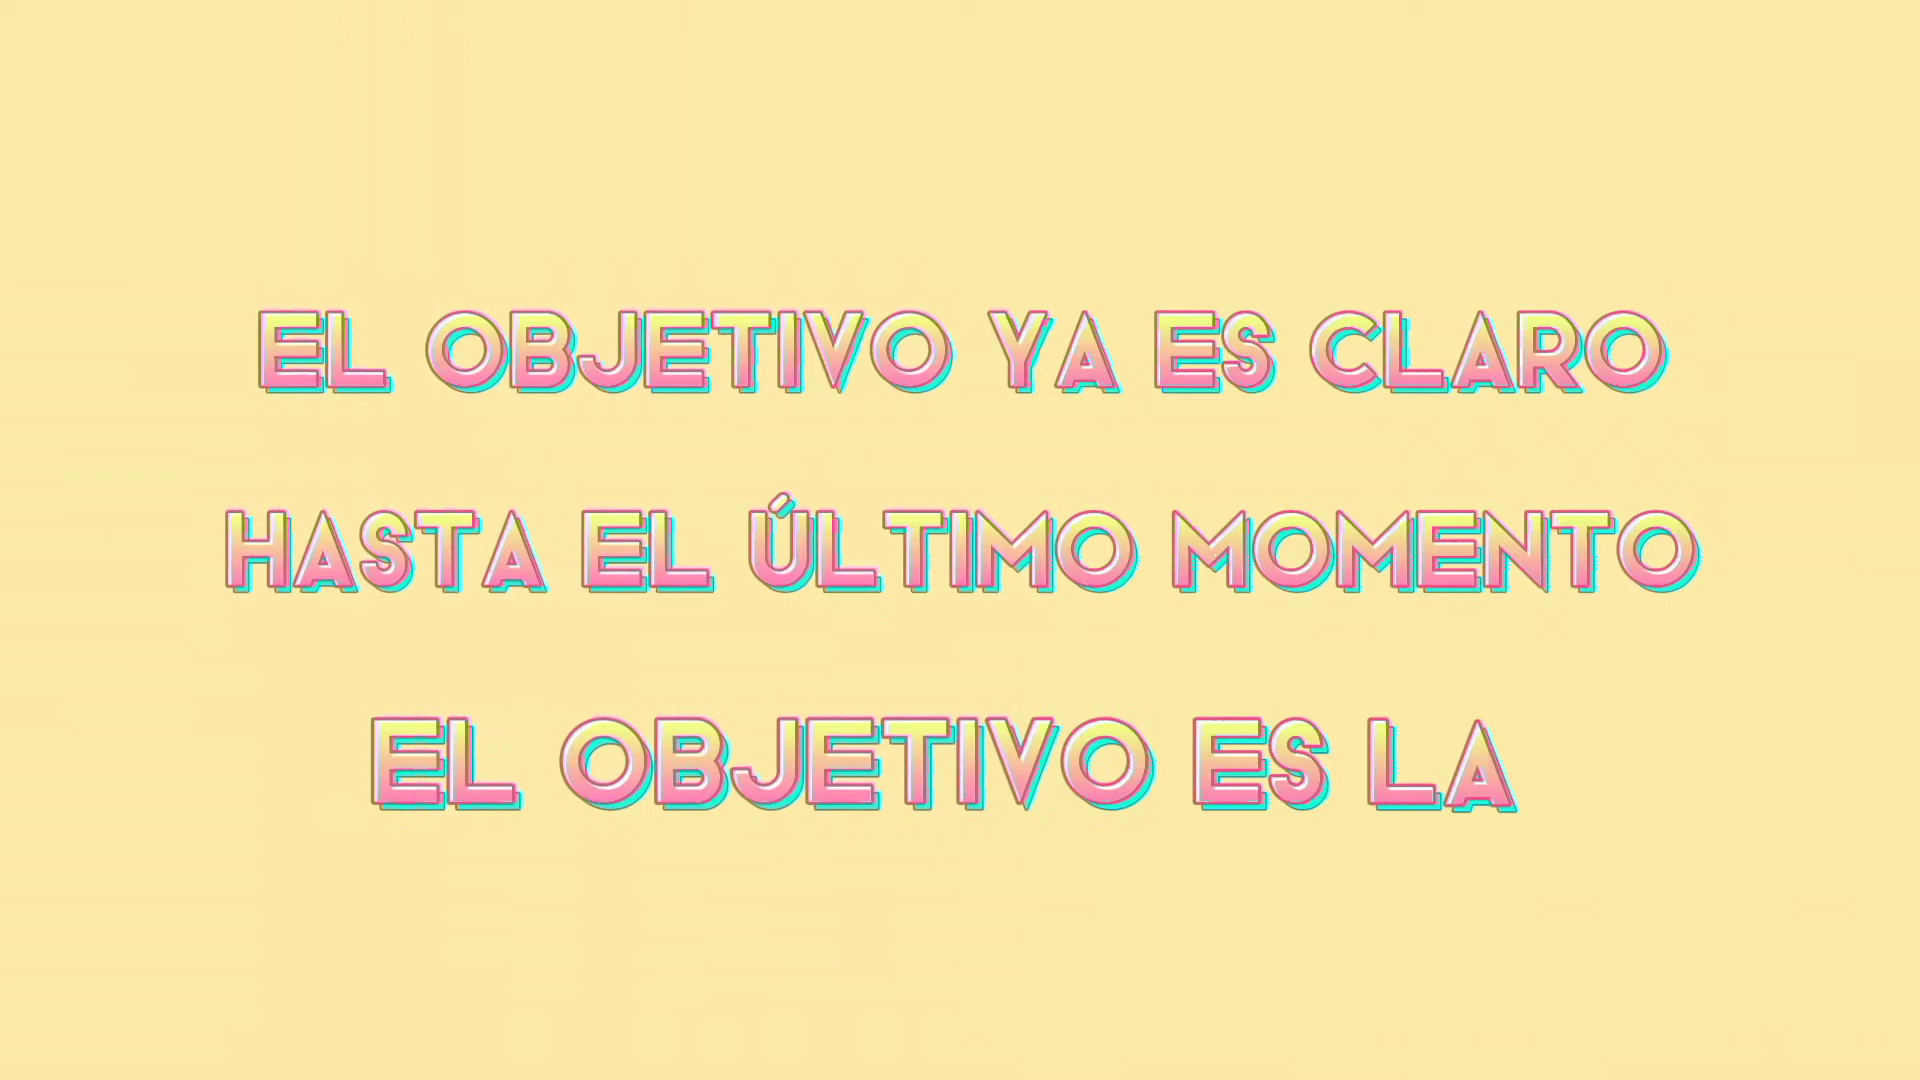 EL OBJETIVO YA ES CLARO
HASTA EL ÚLTIMO MOMENTO
EL OBJETIVO ES LA